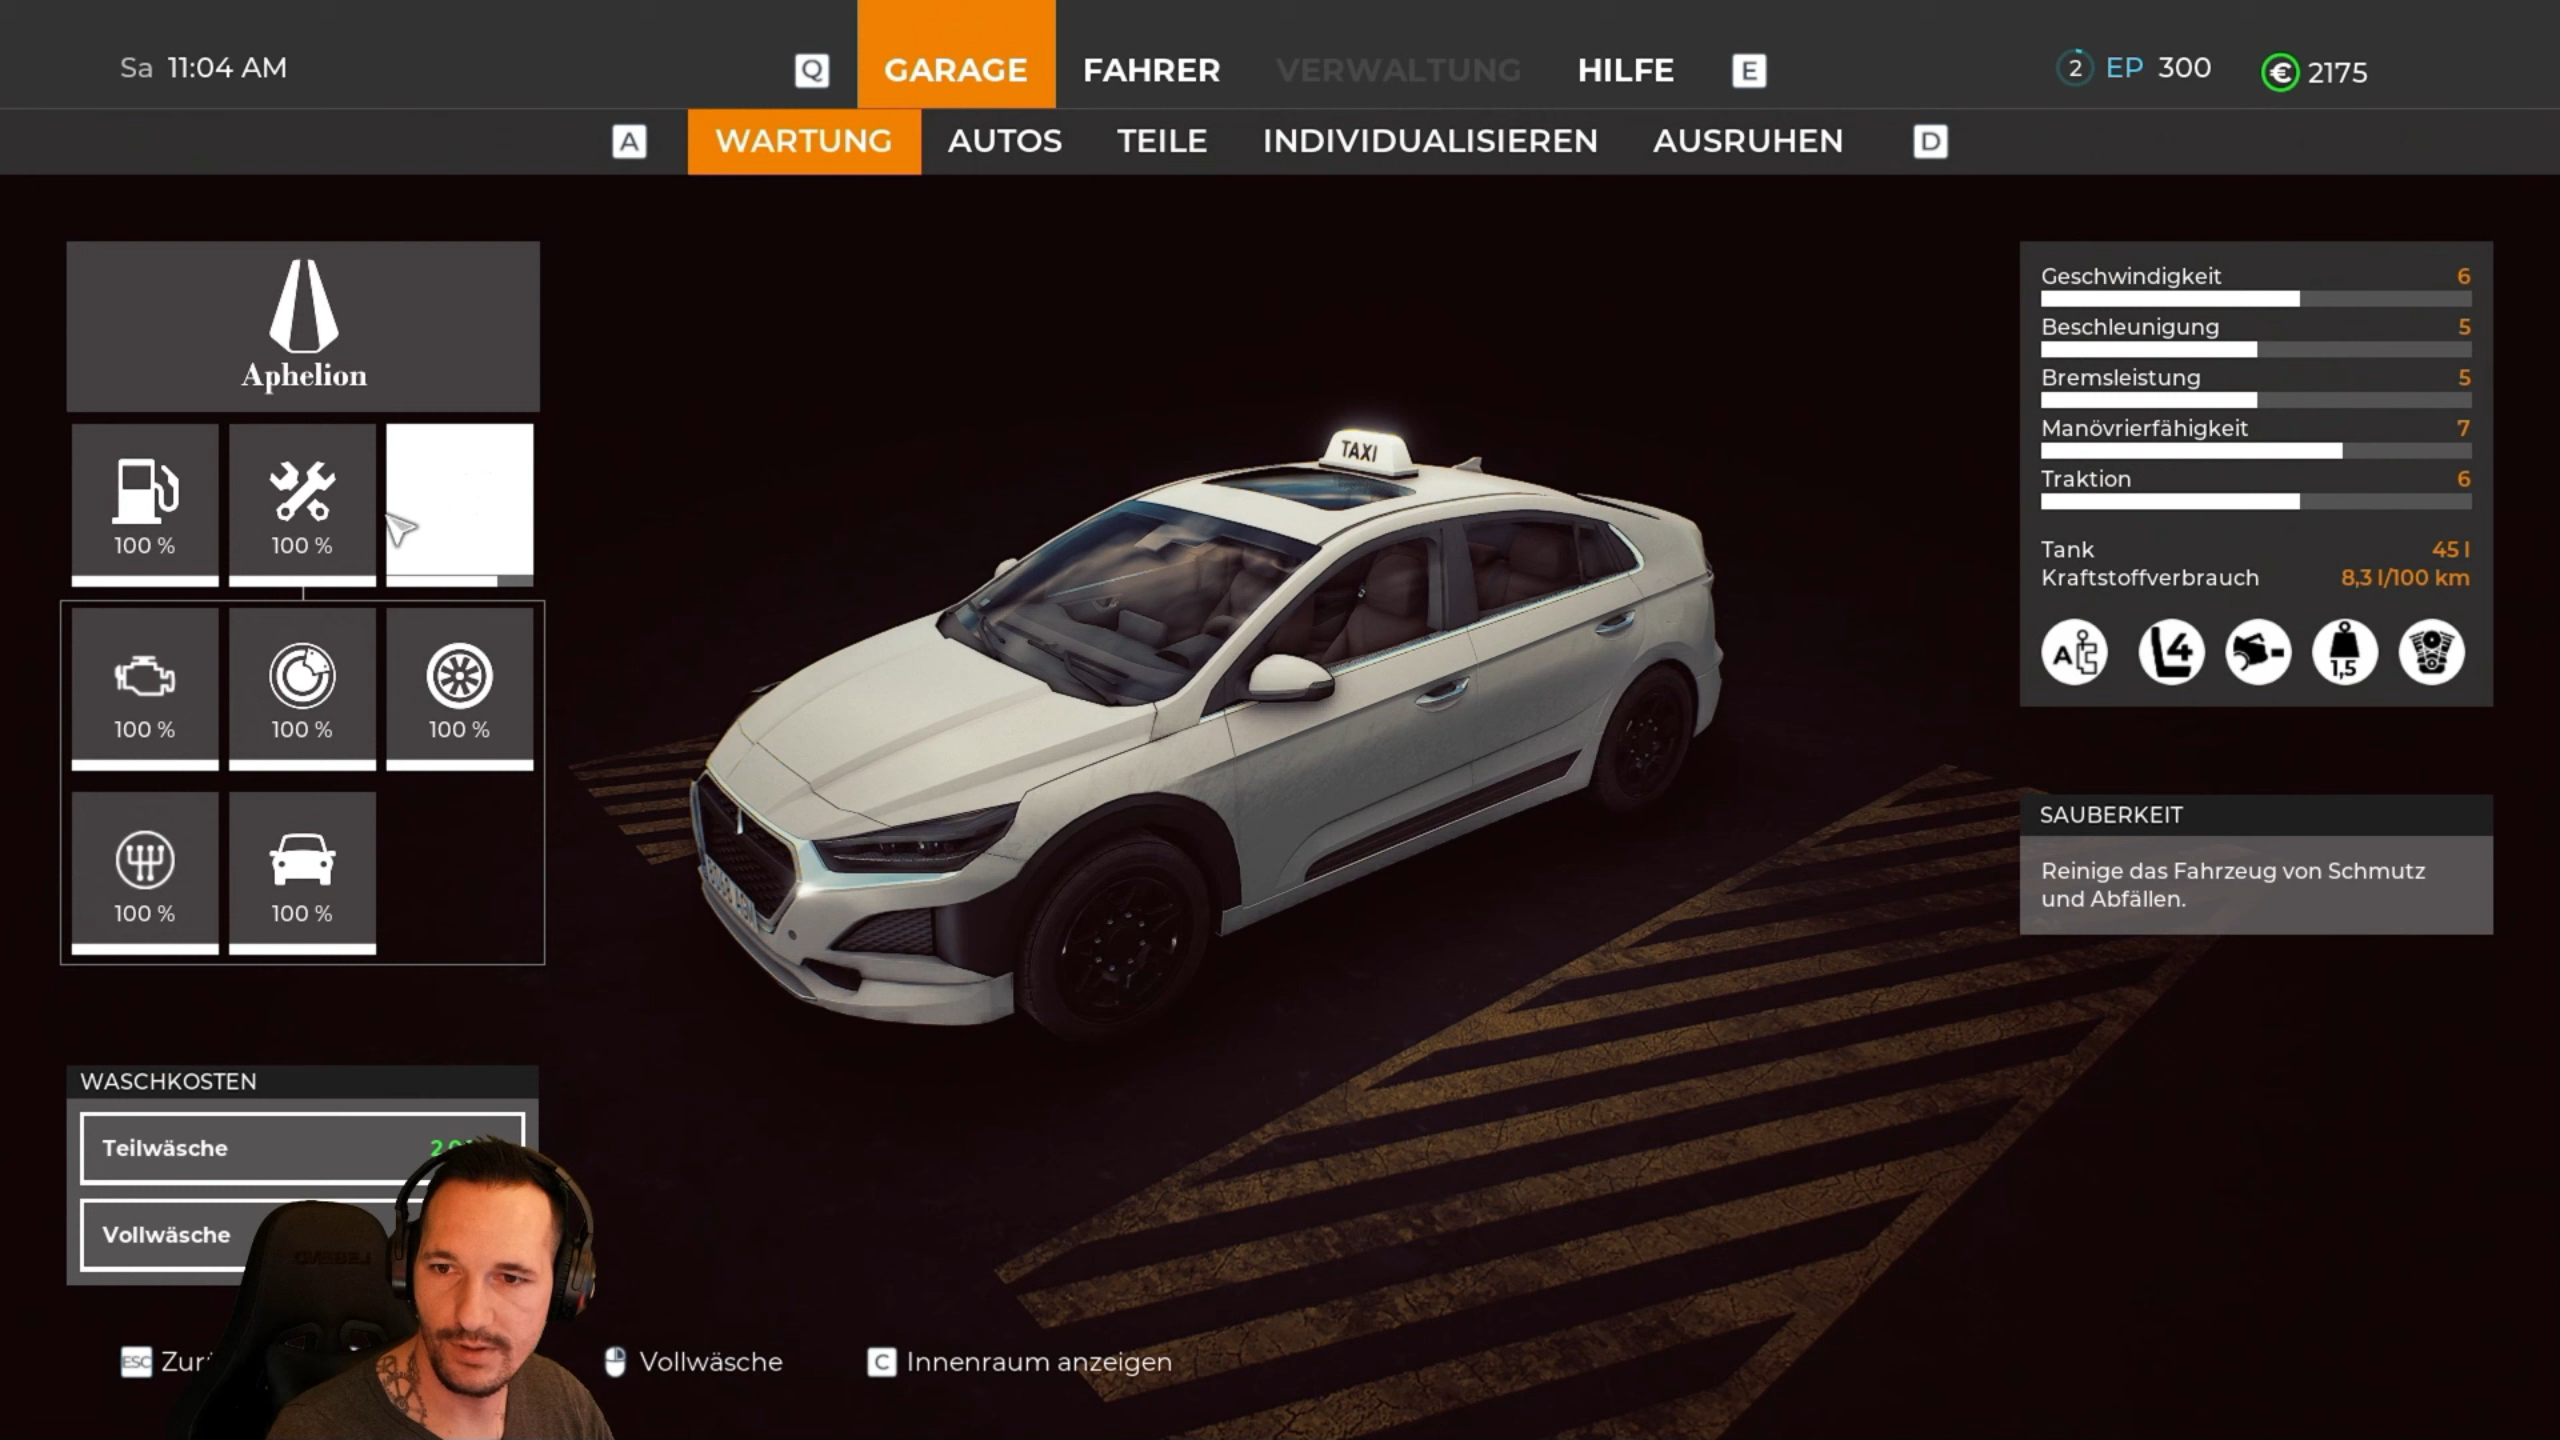 Sa 11:04 AM
Q GARAGE FAHRER VERWALTUNG HILFE E
2 EP 300 € 2175
A WARTUNG AUTOS TEILE INDIVIDUALISIEREN AUSRUHEN D
Aphelion
100 % 100 %
100 % 100 % 100 %
100 % 100 %
TAXI
Geschwindigkeit 6
Beschleunigung 5
Bremsleistung 5
Manövrierfähigkeit 7
Traktion 6
Tank 45 l
Kraftstoffverbrauch 8,3 l/100 km
A 4 1,5
SAUBERKEIT
Reinige das Fahrzeug von Schmutz
und Abfällen.
WASCHKOSTEN
Teilwäsche
Vollwäsche
ESC Vollwäsche C Innenraum anzeigen